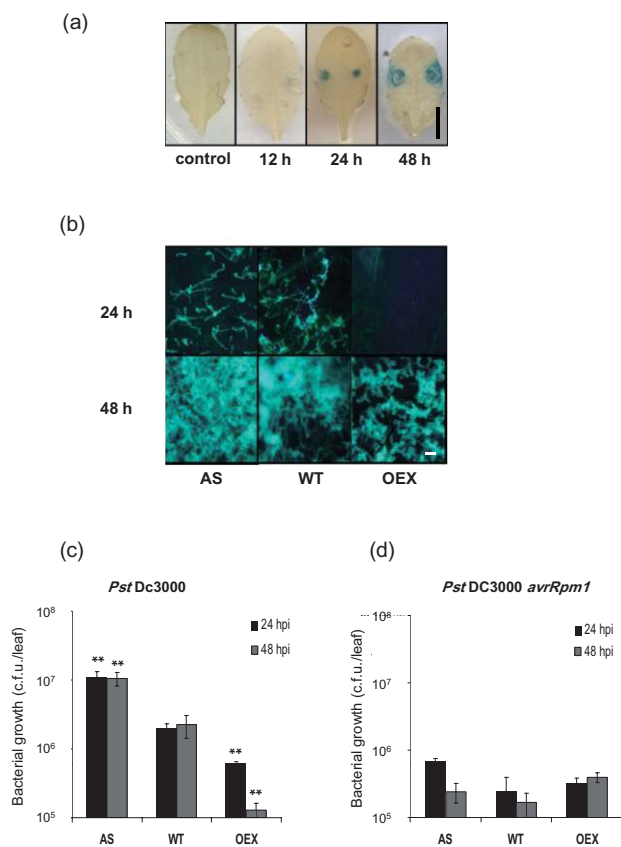 (a)
control 12 h 24 h 48 h
(b)
24 h
48 h
AS WT OEX
(c)
Pst Dc3000
Bacterial growth (c.f.u./leaf)
10^8
10^7
10^6
10^5
24 hpi
48 hpi
** ** ** **
AS WT OEX
(d)
Pst DC3000 avrRpm1
Bacterial growth (c.f.u./leaf)
10^8
10^7
10^6
10^5
24 hpi
48 hpi
AS WT OEX